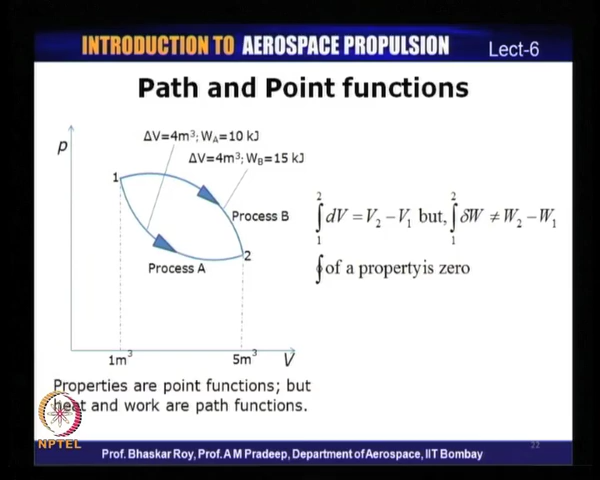 INTRODUCTION TO AEROSPACE PROPULSION Lect-6
Path and Point functions
p
ΔV=4m³; W_A=10 kJ
ΔV=4m³; W_B=15 kJ
1
Process B
Process A
2
1m³ 5m³ V
∫₁² dV = V₂ − V₁ but, ∫₁² δW ≠ W₂ − W₁
∮ of a property is zero
Properties are point functions; but
heat and work are path functions.
NPTEL
22
Prof. Bhaskar Roy, Prof. A M Pradeep, Department of Aerospace, IIT Bombay